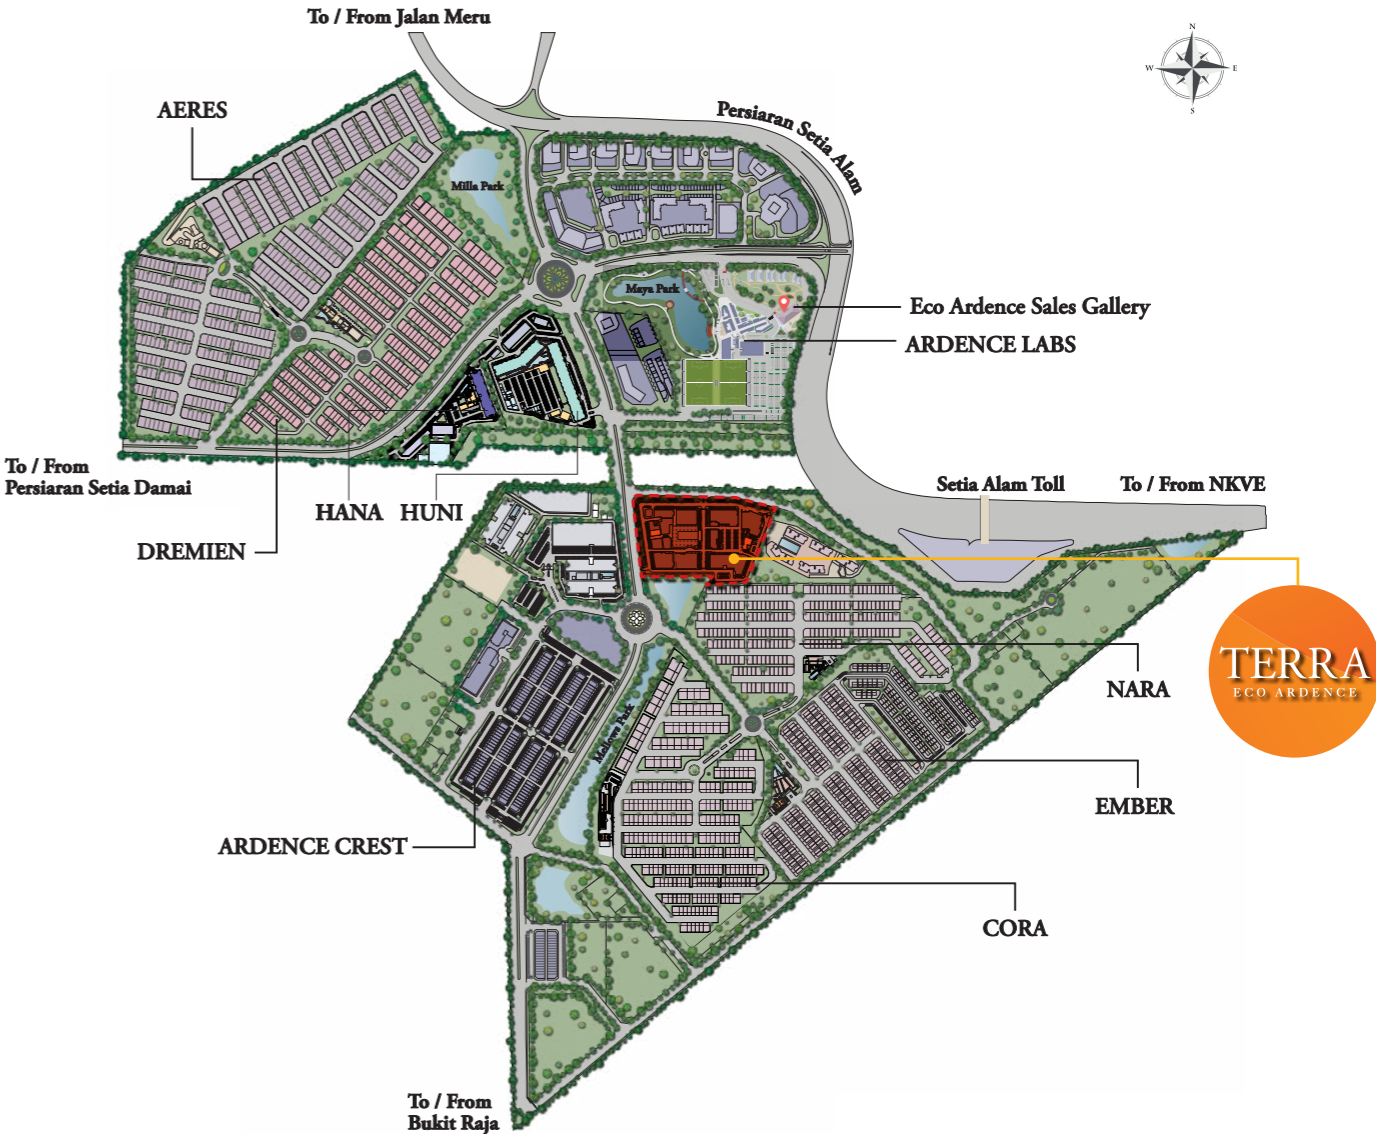 To / From Jalan Meru
N
W
E
S
AERES
Persiaran Setia Alam
Milla Park
Maya Park
Eco Ardence Sales Gallery
ARDENCE LABS
To / From
Persiaran Setia Damai
HANA
HUNI
DREMIEN
Setia Alam Toll
To / From NKVE
TERRA
ECO ARDENCE
NARA
Mellowa Park
EMBER
ARDENCE CREST
CORA
To / From
Bukit Raja